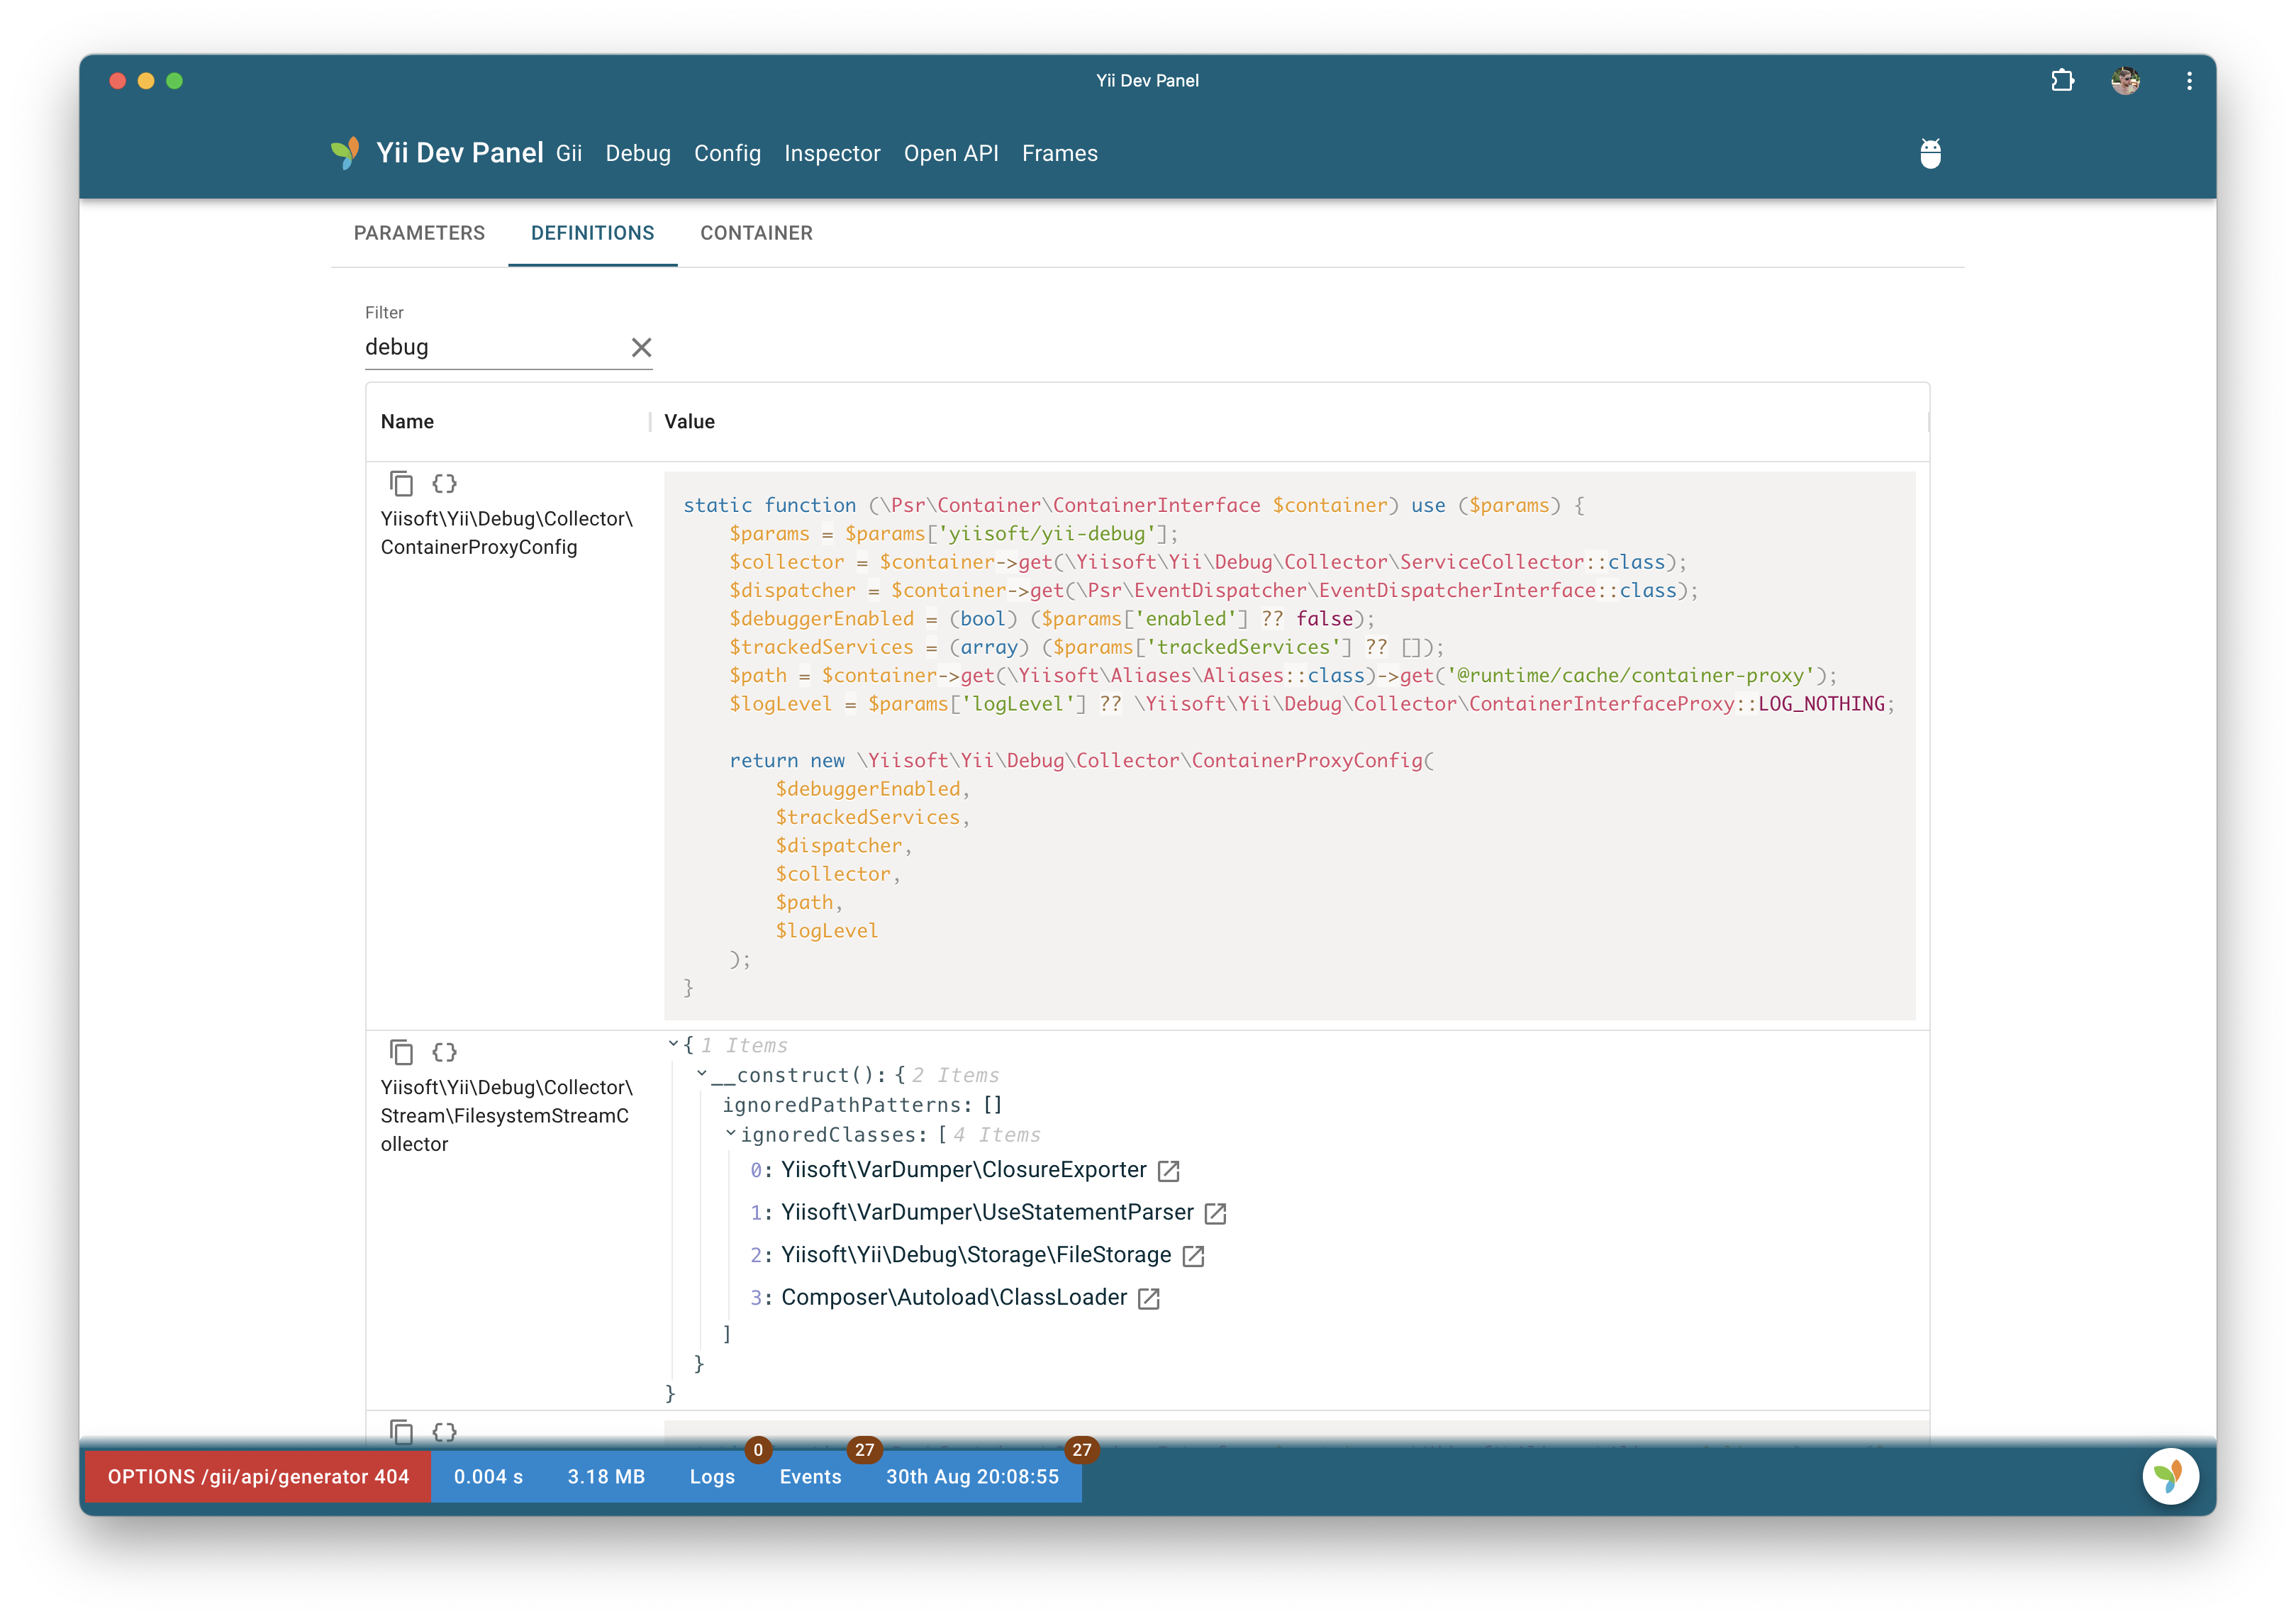 Yii Dev Panel
Yii Dev Panel Gii Debug Config Inspector Open API Frames
PARAMETERS DEFINITIONS CONTAINER
Filter
debug
Name Value
Yiisoft\Yii\Debug\Collector\
ContainerProxyConfig
static function (\Psr\Container\ContainerInterface $container) use ($params) {
    $params = $params['yiisoft/yii-debug'];
    $collector = $container->get(\Yiisoft\Yii\Debug\Collector\ServiceCollector::class);
    $dispatcher = $container->get(\Psr\EventDispatcher\EventDispatcherInterface::class);
    $debuggerEnabled = (bool) ($params['enabled'] ?? false);
    $trackedServices = (array) ($params['trackedServices'] ?? []);
    $path = $container->get(\Yiisoft\Aliases\Aliases::class)->get('@runtime/cache/container-proxy');
    $logLevel = $params['logLevel'] ?? \Yiisoft\Yii\Debug\Collector\ContainerInterfaceProxy::LOG_NOTHING;
    return new \Yiisoft\Yii\Debug\Collector\ContainerProxyConfig(
        $debuggerEnabled,
        $trackedServices,
        $dispatcher,
        $collector,
        $path,
        $logLevel
    );
}
Yiisoft\Yii\Debug\Collector\
Stream\FilesystemStreamC
ollector
{ 1 Items
__construct(): { 2 Items
ignoredPathPatterns: []
ignoredClasses: [ 4 Items
0: Yiisoft\VarDumper\ClosureExporter
1: Yiisoft\VarDumper\UseStatementParser
2: Yiisoft\Yii\Debug\Storage\FileStorage
3: Composer\Autoload\ClassLoader
]
}
}
0 27 27
OPTIONS /gii/api/generator 404 0.004 s 3.18 MB Logs Events 30th Aug 20:08:55